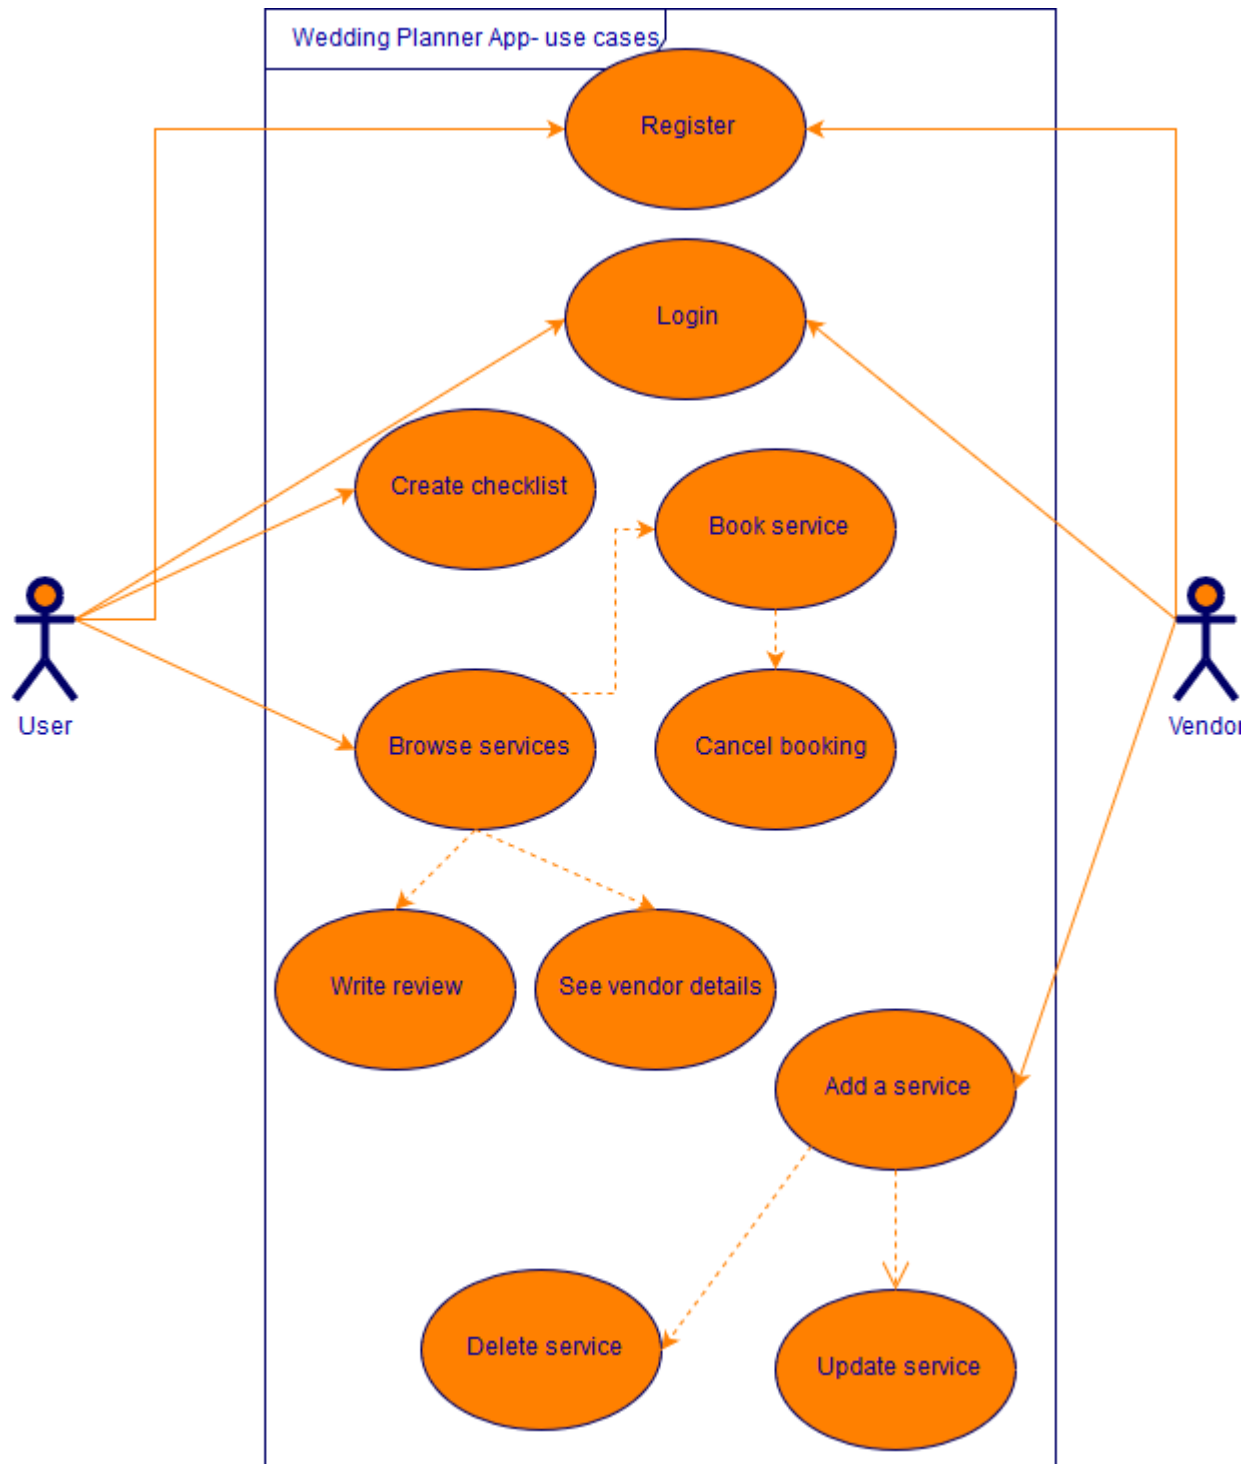 Wedding Planner App- use cases
Register
Login
Create checklist
Book service
User
Vendor
Browse services
Cancel booking
Write review
See vendor details
Add a service
Delete service
Update service